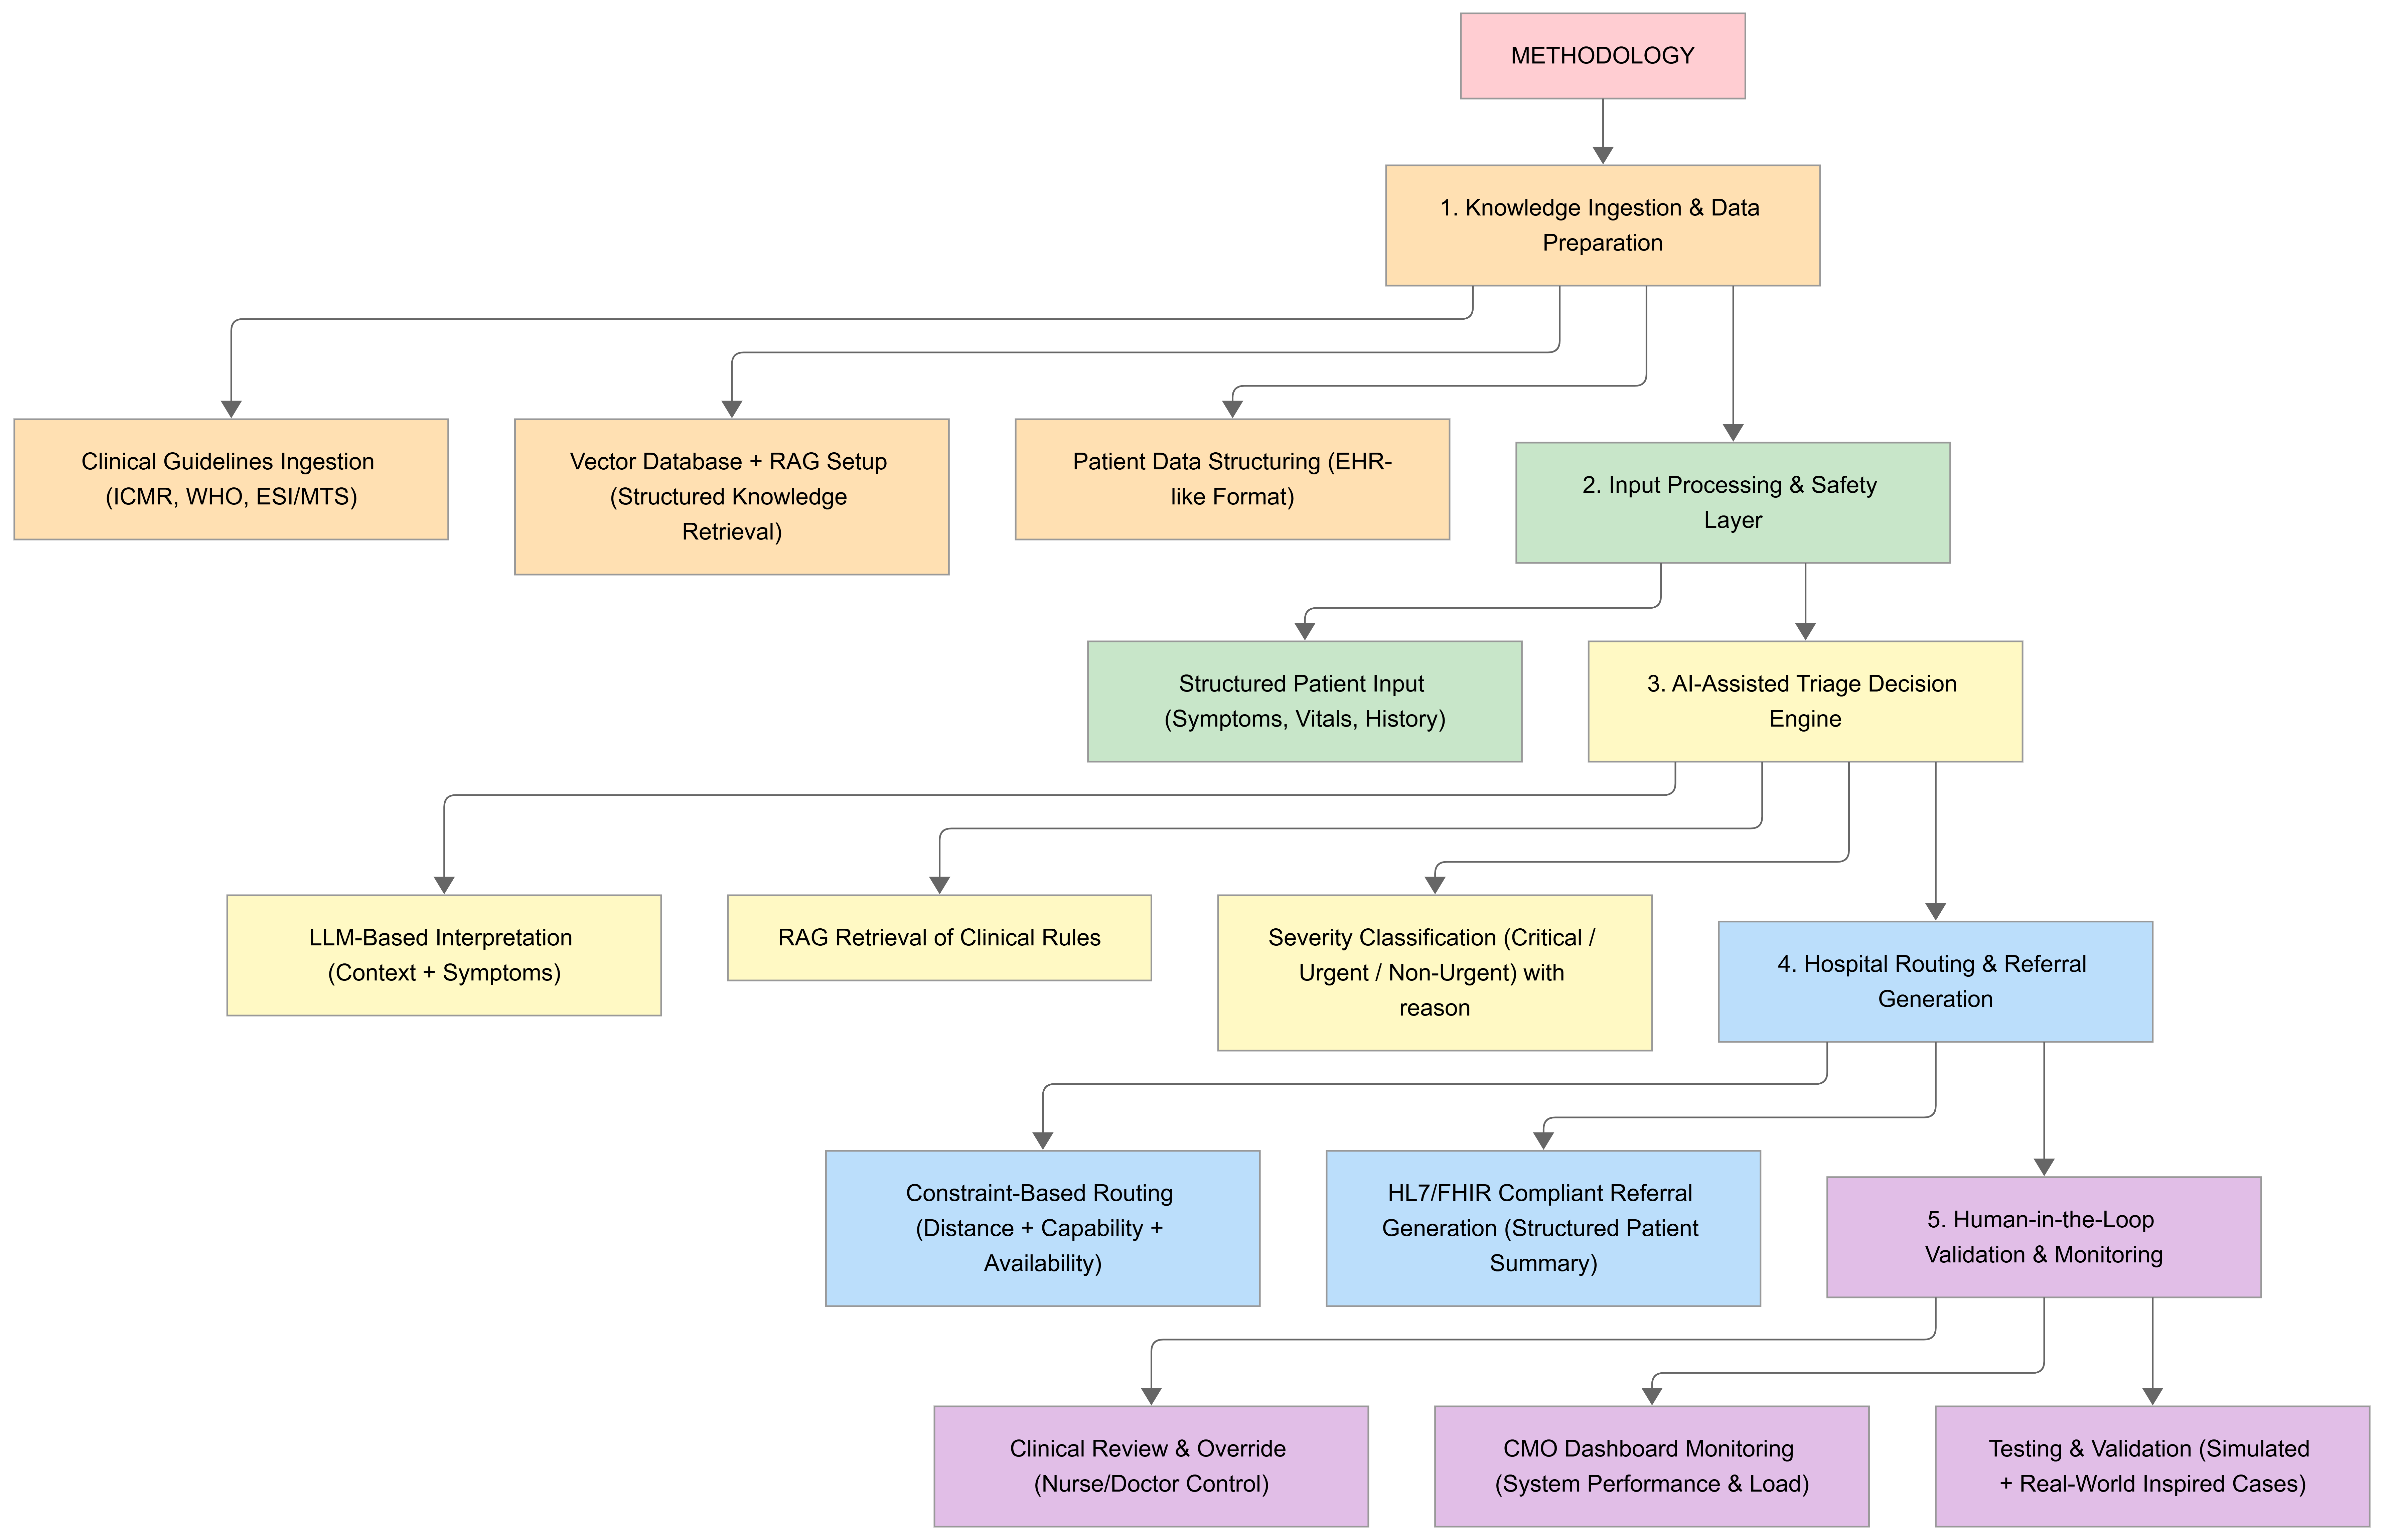 METHODOLOGY
1. Knowledge Ingestion & Data
Preparation
Clinical Guidelines Ingestion
(ICMR, WHO, ESI/MTS)
Vector Database + RAG Setup
(Structured Knowledge
Retrieval)
Patient Data Structuring (EHR-
like Format)
2. Input Processing & Safety
Layer
Structured Patient Input
(Symptoms, Vitals, History)
3. AI-Assisted Triage Decision
Engine
LLM-Based Interpretation
(Context + Symptoms)
RAG Retrieval of Clinical Rules
Severity Classification (Critical /
Urgent / Non-Urgent) with
reason
4. Hospital Routing & Referral
Generation
Constraint-Based Routing
(Distance + Capability +
Availability)
HL7/FHIR Compliant Referral
Generation (Structured Patient
Summary)
5. Human-in-the-Loop
Validation & Monitoring
Clinical Review & Override
(Nurse/Doctor Control)
CMO Dashboard Monitoring
(System Performance & Load)
Testing & Validation (Simulated
+ Real-World Inspired Cases)